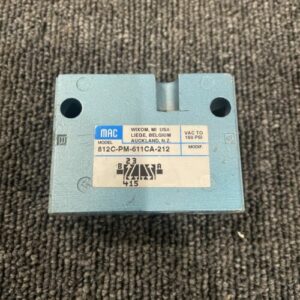 MAC
WIXOM, MI USA
LIEGE, BELGIUM
AUCKLAND, N.Z.
VAC TO
150 PSI
MODEL
812C-PM-611CA-212
MODIF.
23
B A
415